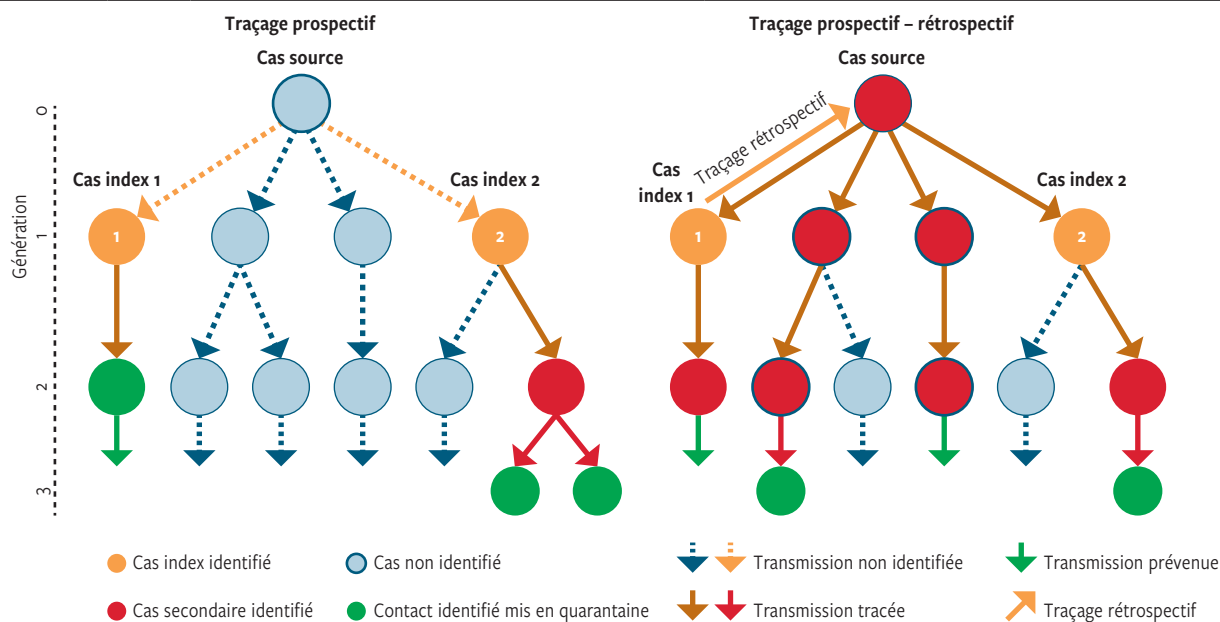 Traçage prospectif
Cas source
Génération
0
1
2
3
Cas index 1
Cas index 2
1
2
Traçage prospectif – rétrospectif
Cas source
Traçage rétrospectif
Cas
index 1
Cas index 2
1
2
Cas index identifié
Cas non identifié
Transmission non identifiée
Transmission prévenue
Cas secondaire identifié
Contact identifié mis en quarantaine
Transmission tracée
Traçage rétrospectif